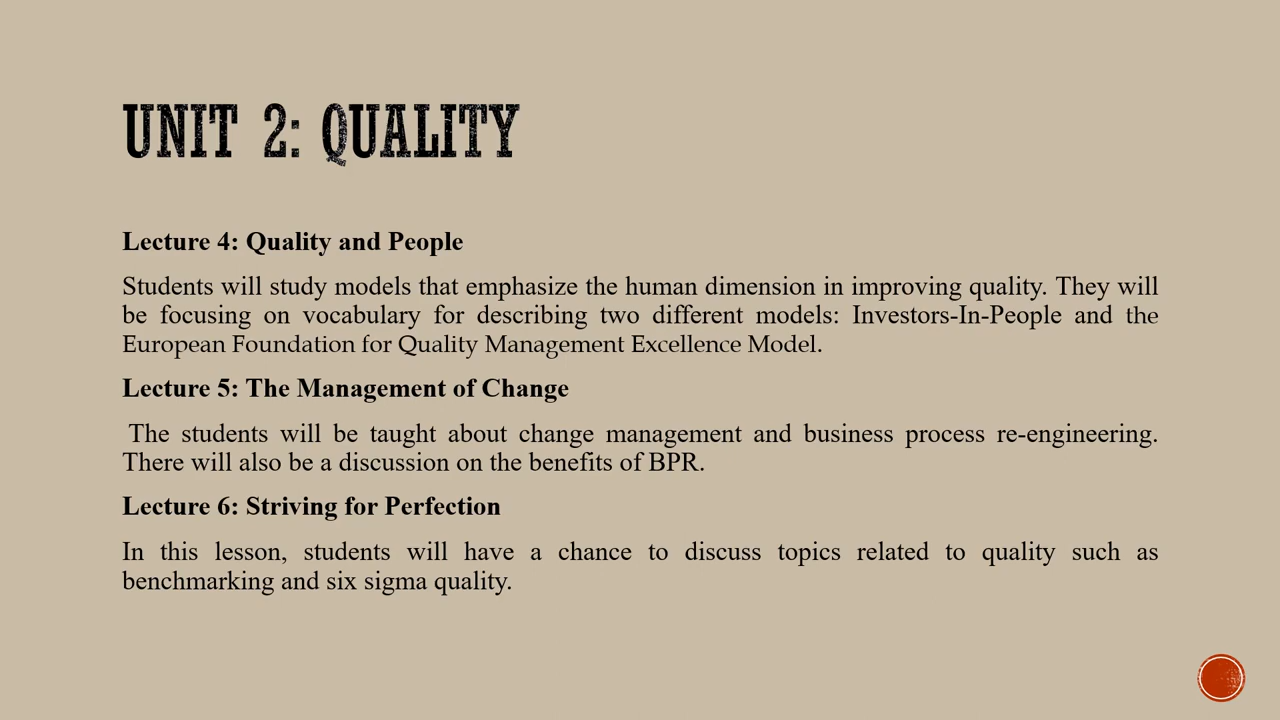 UNIT 2: QUALITY
Lecture 4: Quality and People
Students will study models that emphasize the human dimension in improving quality. They will
be focusing on vocabulary for describing two different models: Investors-In-People and the
European Foundation for Quality Management Excellence Model.
Lecture 5: The Management of Change
The students will be taught about change management and business process re-engineering.
There will also be a discussion on the benefits of BPR.
Lecture 6: Striving for Perfection
In this lesson, students will have a chance to discuss topics related to quality such as
benchmarking and six sigma quality.